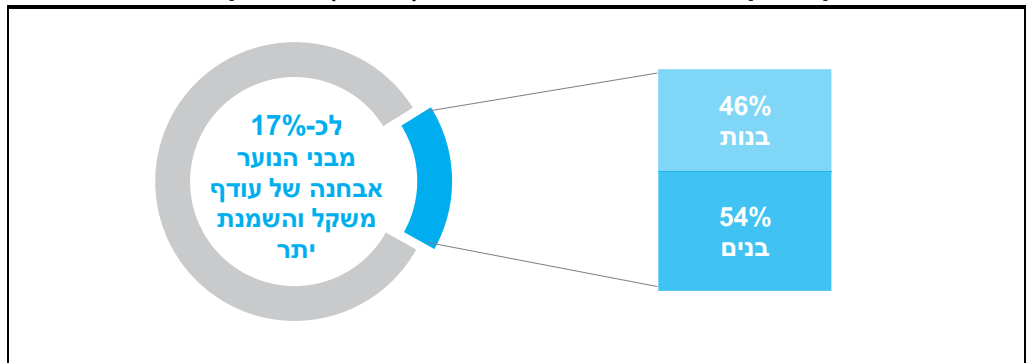 לכ-17%
מבני הנוער
אבחנה של עודף
משקל והשמנת
יתר
46%
בנות
54%
בנים